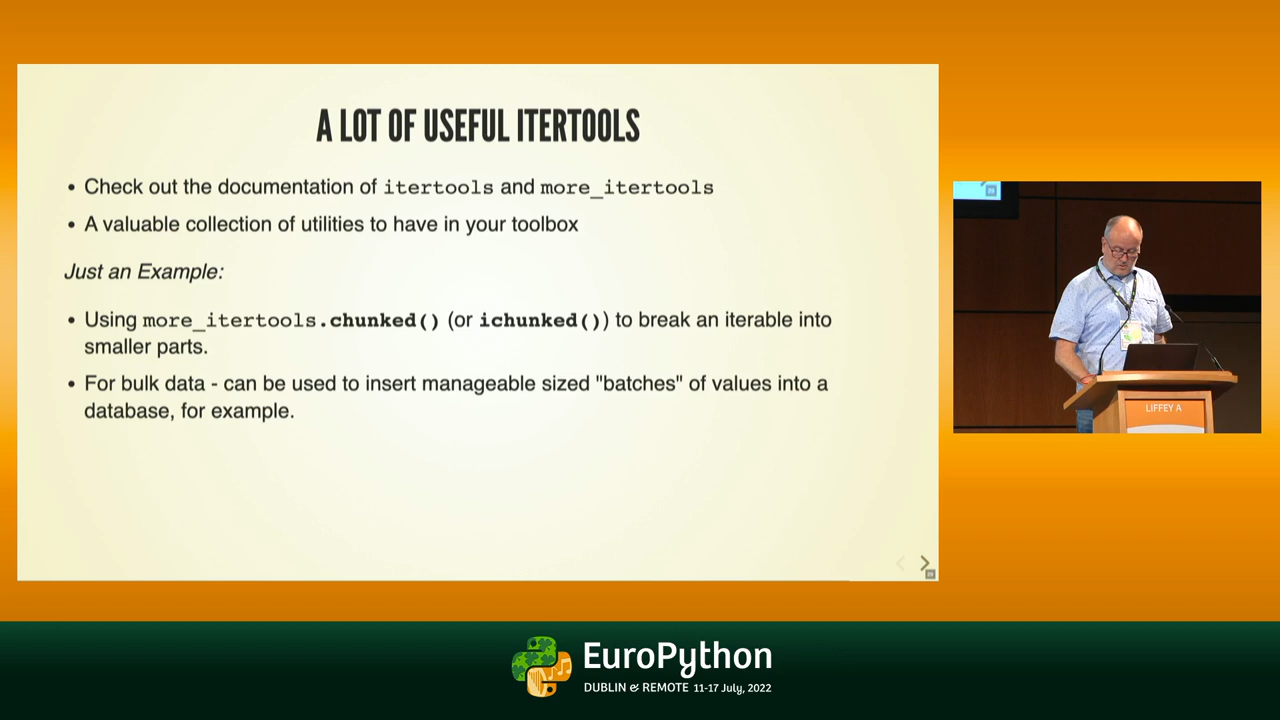 A LOT OF USEFUL ITERTOOLS
• Check out the documentation of itertools and more_itertools
• A valuable collection of utilities to have in your toolbox
Just an Example:
• Using more_itertools.chunked() (or ichunked()) to break an iterable into
smaller parts.
• For bulk data - can be used to insert manageable sized "batches" of values into a
database, for example.
LIFFEY A
EuroPython
DUBLIN & REMOTE 11-17 July, 2022